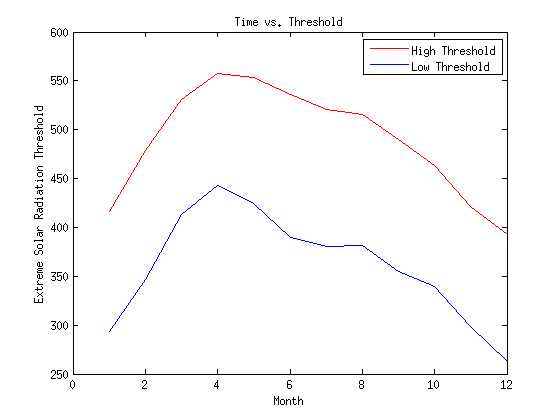 Time vs. Threshold
High Threshold
Low Threshold
Extreme Solar Radiation Threshold
600
550
500
450
400
350
300
250
0 2 4 6 8 10 12
Month